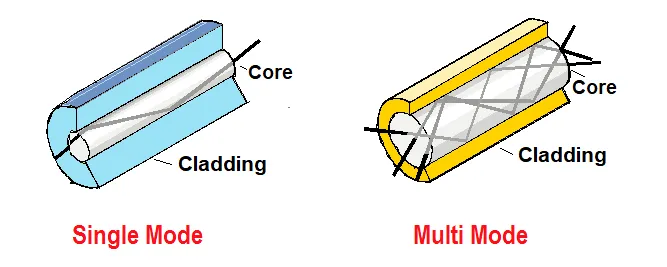 Core
Cladding
Single Mode
Core
Cladding
Multi Mode